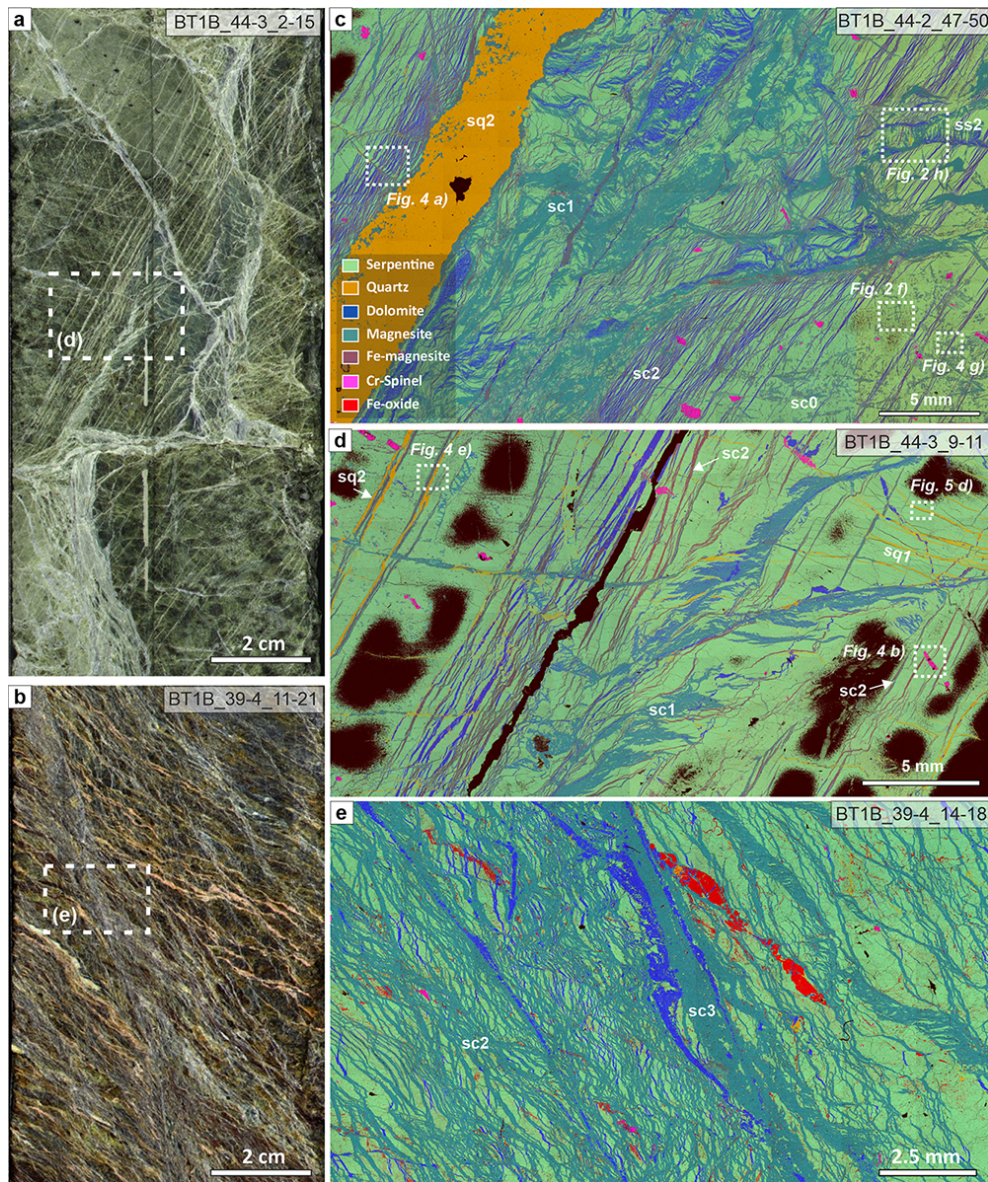 a
BT1B_44-3_2-15
(d)
2 cm
b
BT1B_39-4_11-21
(e)
2 cm
c
BT1B_44-2_47-50
sq2
ss2
Fig. 2 h)
Fig. 4 a)
sc1
Serpentine
Quartz
Dolomite
Magnesite
Fe-magnesite
Cr-Spinel
Fe-oxide
Fig. 2 f)
Fig. 4 g)
sc2
sc0
5 mm
d
BT1B_44-3_9-11
Fig. 4 e)
sc2
sq2
Fig. 5 d)
sq1
Fig. 4 b)
sc2
sc1
5 mm
e
BT1B_39-4_14-18
sc3
sc2
2.5 mm